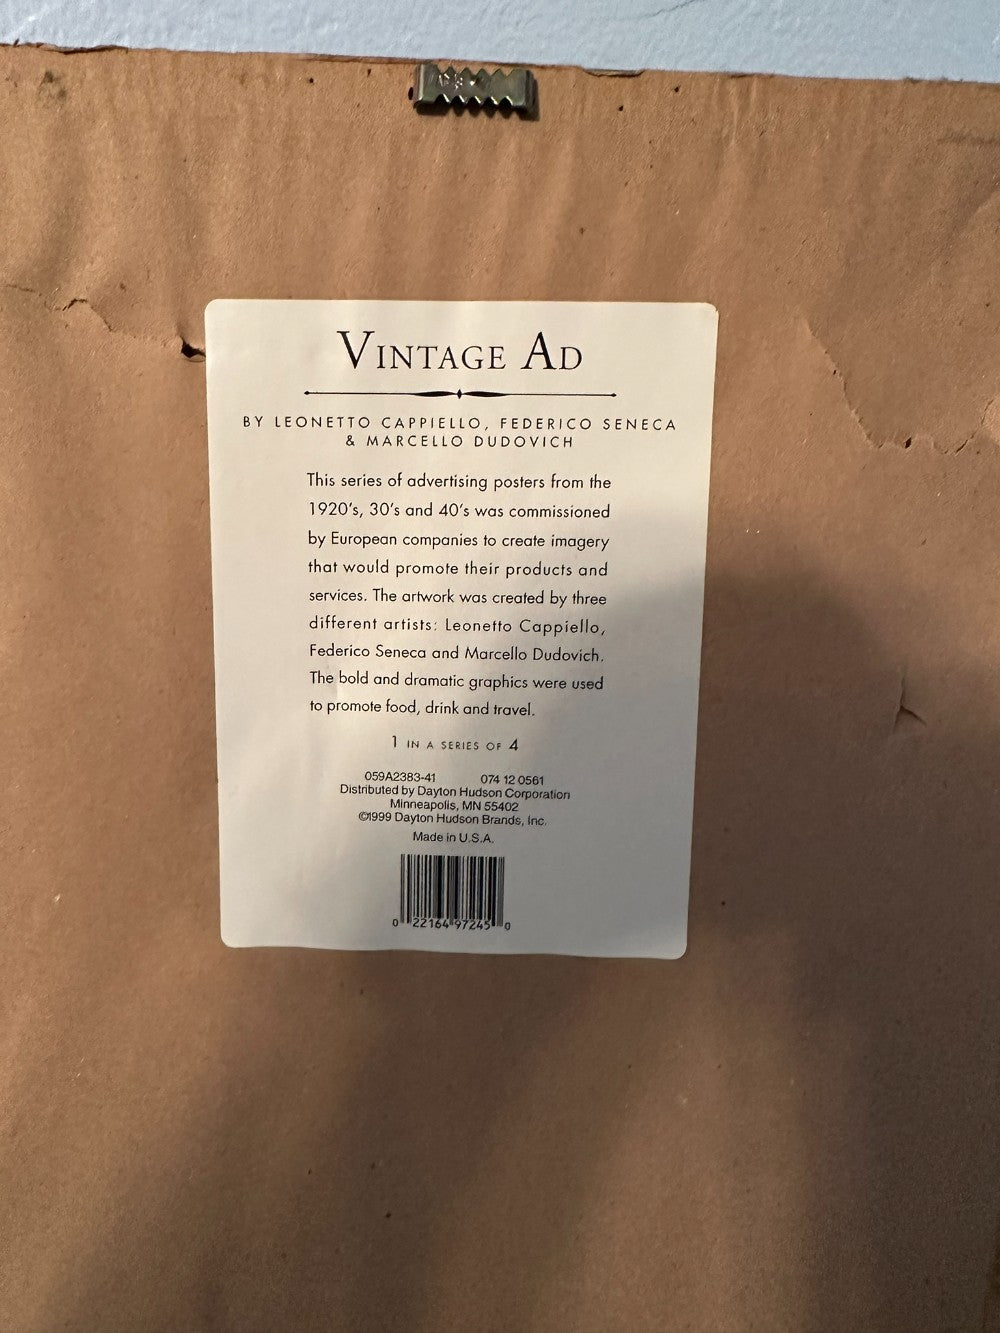 VINTAGE AD
BY LEONETTO CAPPIELLO, FEDERICO SENECA
& MARCELLO DUDOVICH
This series of advertising posters from the
1920's, 30's and 40's was commissioned
by European companies to create imagery
that would promote their products and
services. The artwork was created by three
different artists: Leonetto Cappiello,
Federico Seneca and Marcello Dudovich.
The bold and dramatic graphics were used
to promote food, drink and travel.
1 IN A SERIES OF 4
059A2383-41 074 12 0561
Distributed by Dayton Hudson Corporation
Minneapolis, MN 55402
©1999 Dayton Hudson Brands, Inc.
Made in U.S.A.
0 22164 97245 0